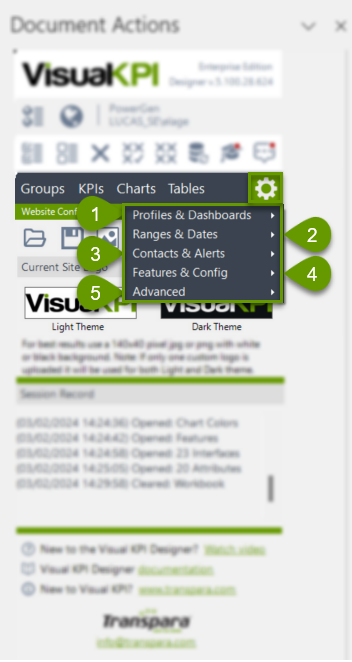 Document Actions
VisualKPI
Enterprise Edition
Designer v 5.100.28.624
PowerGen
Groups KPIs Charts Tables
Website Conf
1 Profiles & Dashboards
Ranges & Dates 2
3 Contacts & Alerts
Features & Config 4
5 Advanced
Current Site Logo
Visual KPI
Light Theme Dark Theme
For best results use a 140x40 pixel jpg or png with white
or black background. Note: If only one custom logo is
uploaded it will be used for both Light and Dark theme.
Session Record
(03/02/2024 14:24:36) Opened: Chart Colors
(03/02/2024 14:24:42) Opened: Features
(03/02/2024 14:24:58) Opened: 23 Interfaces
(03/02/2024 14:25:05) Opened: 20 Attributes
(03/02/2024 14:29:58) Cleared: Workbook
New to the Visual KPI Designer? Watch video
Visual KPI Designer documentation
New to Visual KPI? www.transpara.com
Transpara
info@transpara.com